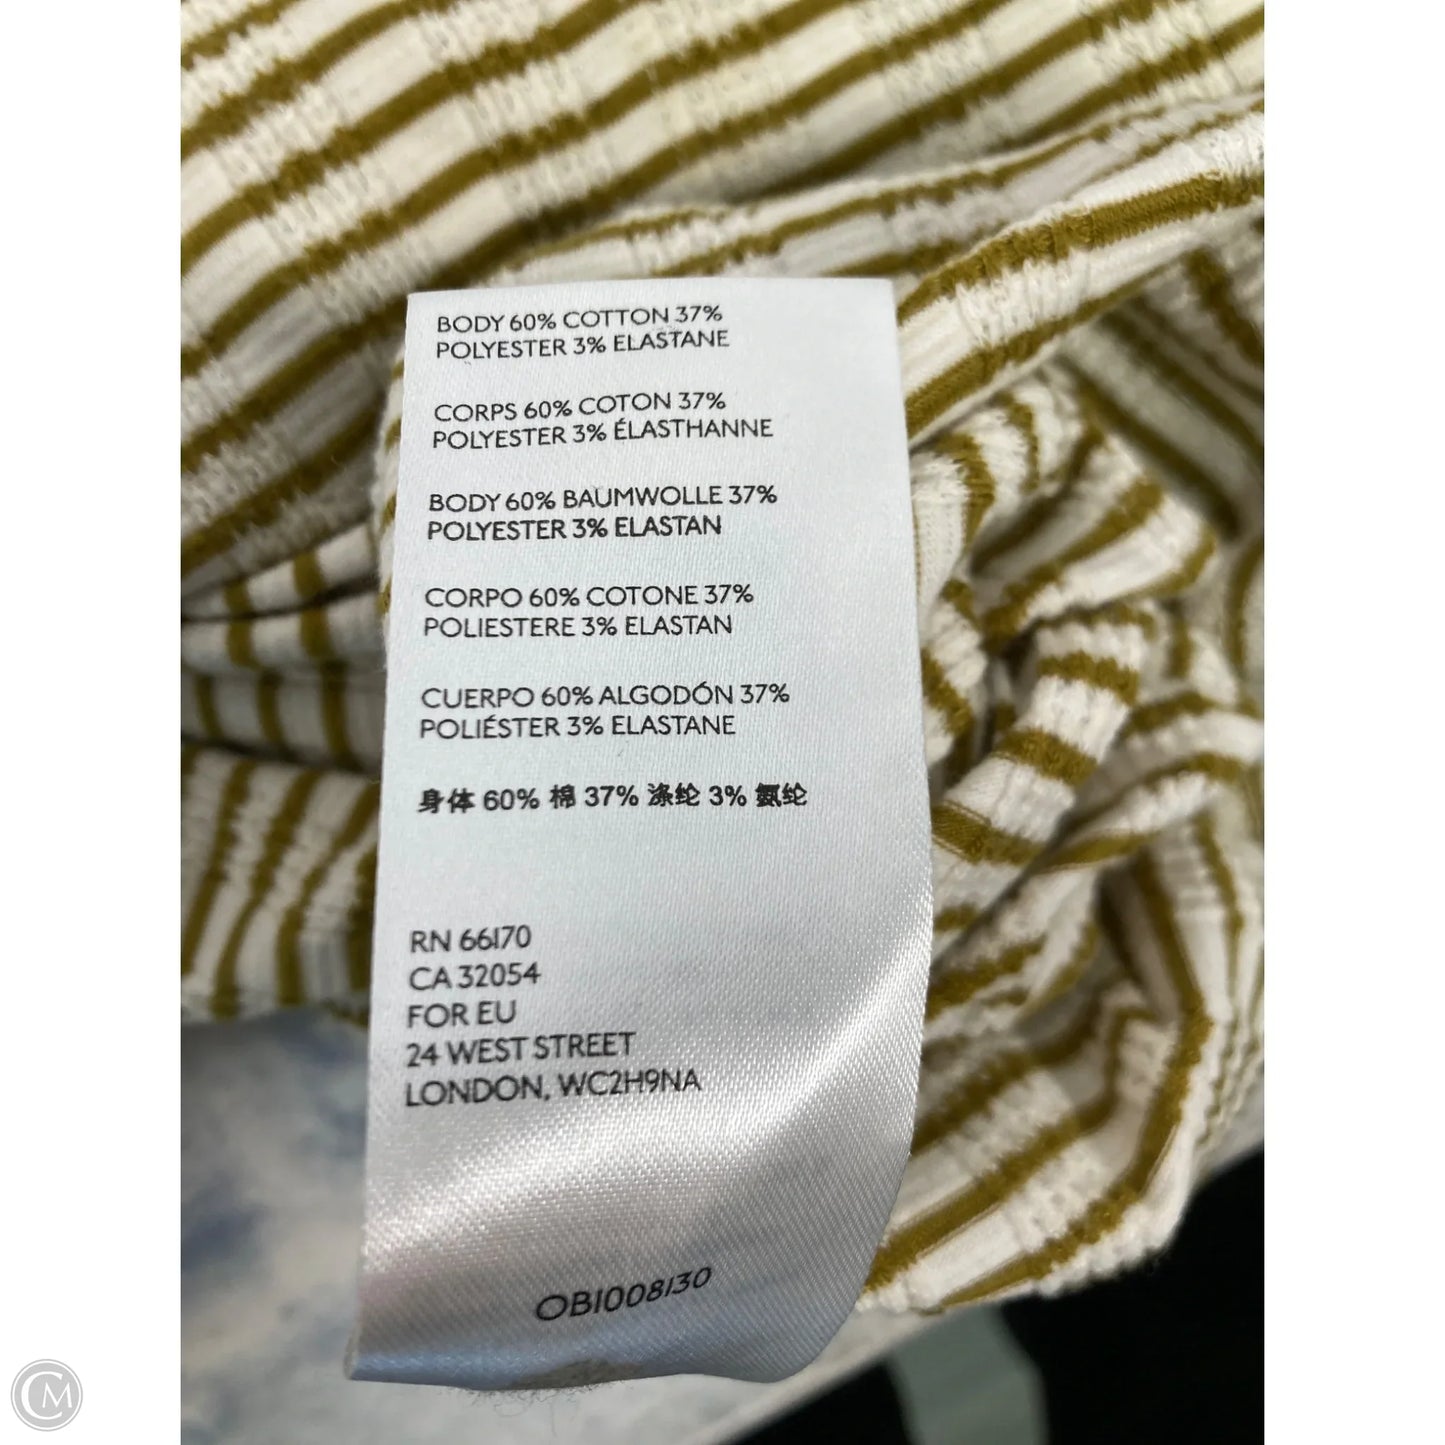 BODY 60% COTTON 37%
POLYESTER 3% ELASTANE
CORPS 60% COTON 37%
POLYESTER 3% ÉLASTHANNE
BODY 60% BAUMWOLLE 37%
POLYESTER 3% ELASTAN
CORPO 60% COTONE 37%
POLIESTERE 3% ELASTAN
CUERPO 60% ALGODÓN 37%
POLIÉSTER 3% ELASTANE
身体 60% 棉 37% 涤纶 3% 氨纶
RN 66170
CA 32054
FOR EU
24 WEST STREET
LONDON, WC2H9NA
OB1008130
CM